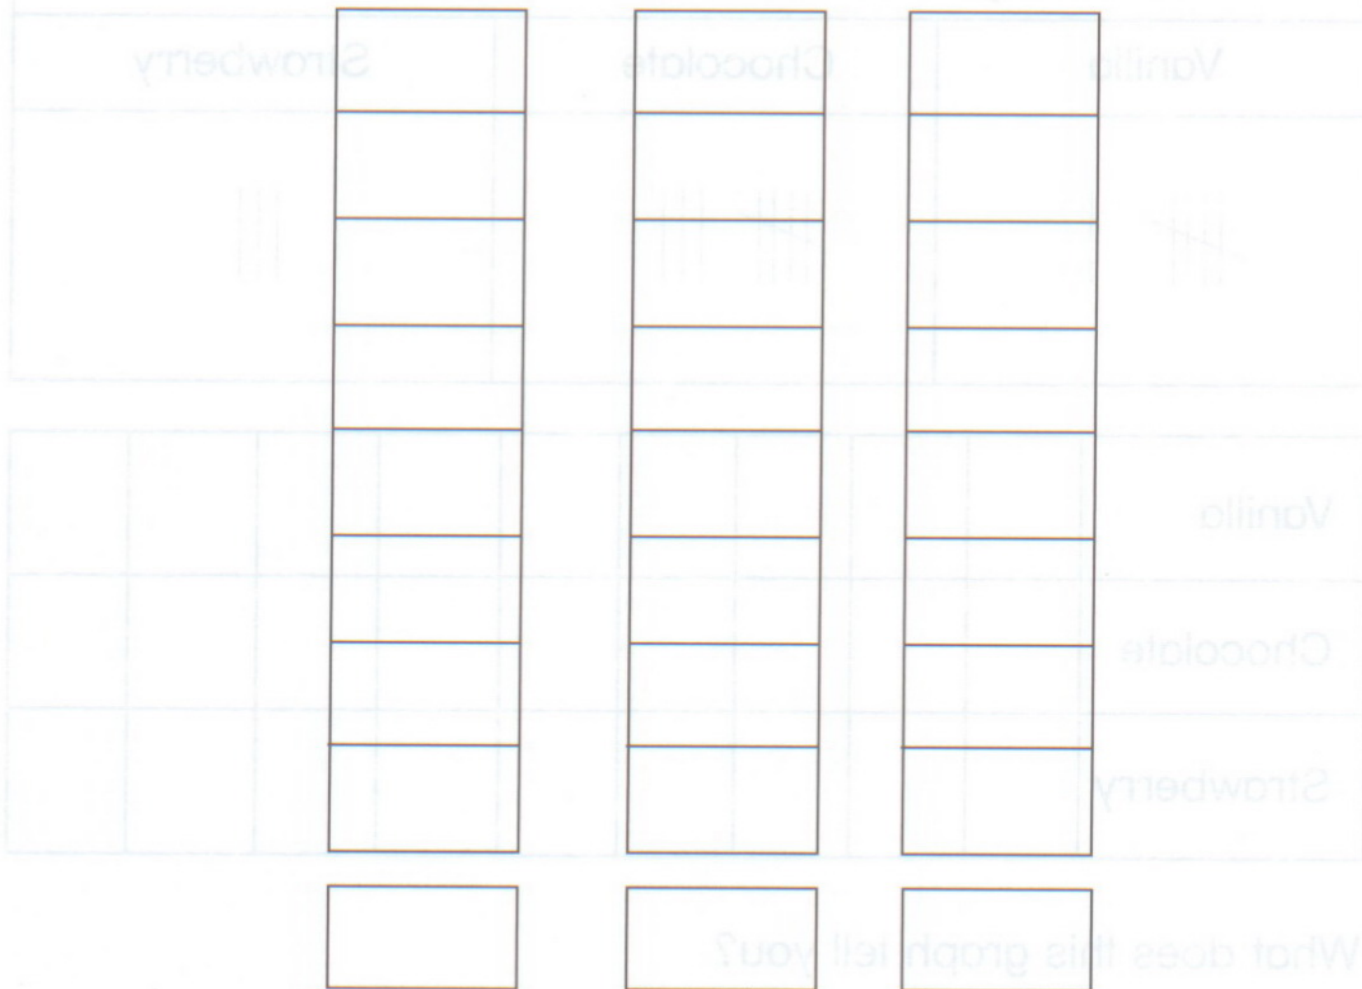 Vanilla Chocolate Strawberry
Vanilla
Chocolate
Strawberry
What does this graph tell you?